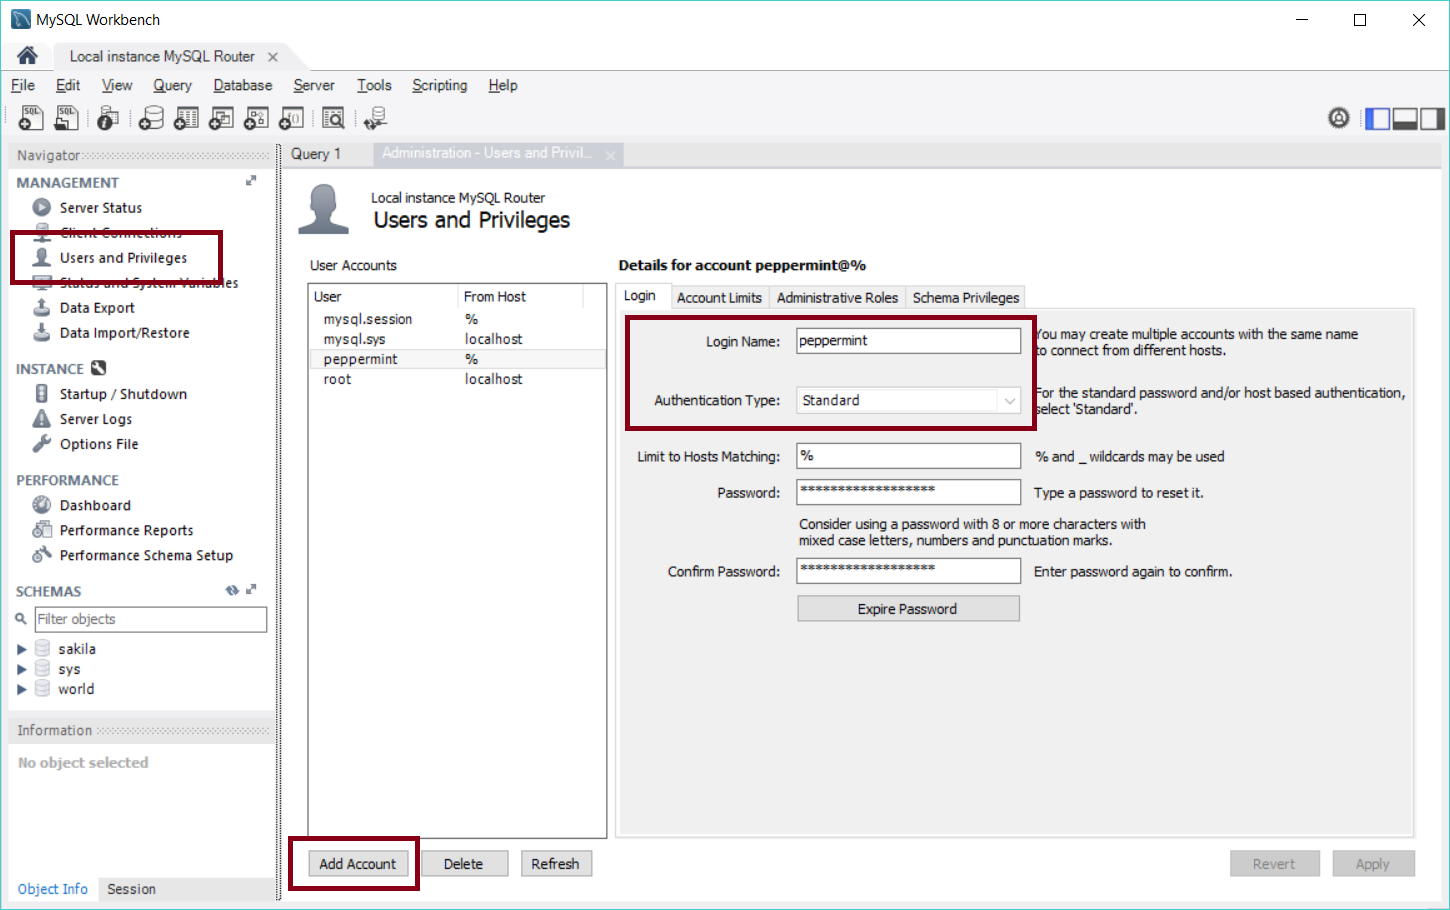 MySQL Workbench
Local instance MySQL Router
File Edit View Query Database Server Tools Scripting Help
SQL SQL
Navigator
MANAGEMENT
Server Status
Client Connections
Users and Privileges
Status and System Variables
Data Export
Data Import/Restore
INSTANCE
Startup / Shutdown
Server Logs
Options File
PERFORMANCE
Dashboard
Performance Reports
Performance Schema Setup
SCHEMAS
Filter objects
sakila
sys
world
Information
No object selected
Object Info Session
Query 1 Administration - Users and Privil...
Local instance MySQL Router
Users and Privileges
User Accounts
User From Host
mysql.session %
mysql.sys localhost
peppermint %
root localhost
Add Account Delete Refresh
Details for account peppermint@%
Login Account Limits Administrative Roles Schema Privileges
Login Name: peppermint You may create multiple accounts with the same name
to connect from different hosts.
Authentication Type: Standard For the standard password and/or host based authentication,
select 'Standard'.
Limit to Hosts Matching: % % and _ wildcards may be used
Password: ****************** Type a password to reset it.
Consider using a password with 8 or more characters with
mixed case letters, numbers and punctuation marks.
Confirm Password: ****************** Enter password again to confirm.
Expire Password
Revert Apply